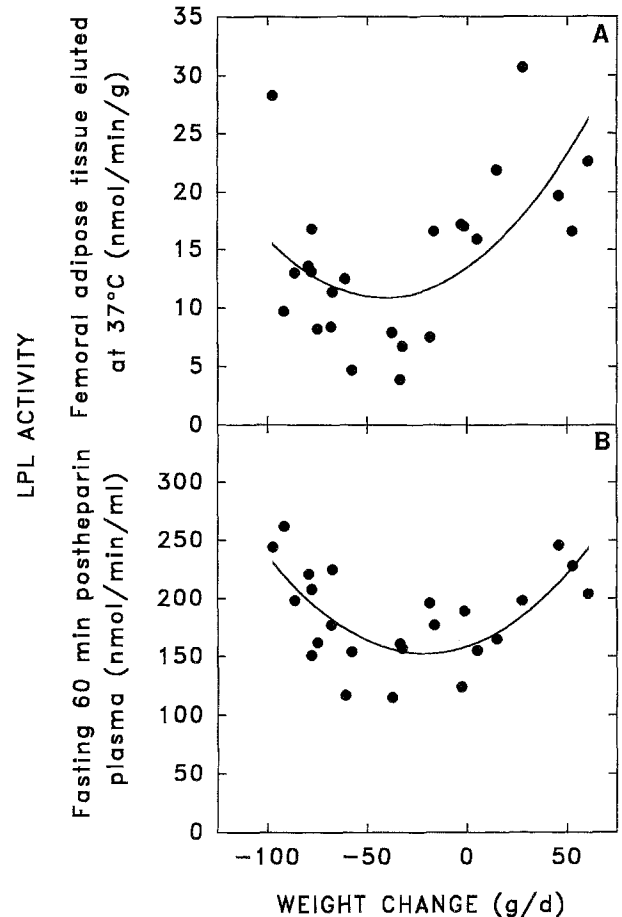 LPL ACTIVITY
Femoral adipose tissue eluted
at 37°C (nmol/min/g)
A
35
30
25
20
15
10
5
0
Fasting 60 min postheparin
plasma (nmol/min/ml)
B
300
250
200
150
100
50
0
-100 -50 0 50
WEIGHT CHANGE (g/d)